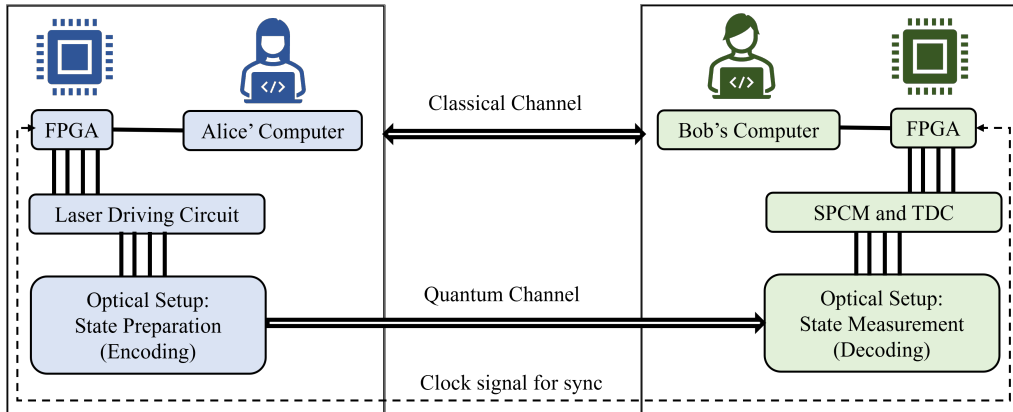 </>
</>
FPGA
Alice’ Computer
Classical Channel
Bob's Computer
FPGA
Laser Driving Circuit
SPCM and TDC
Optical Setup:
State Preparation
(Encoding)
Quantum Channel
Optical Setup:
State Measurement
(Decoding)
Clock signal for sync